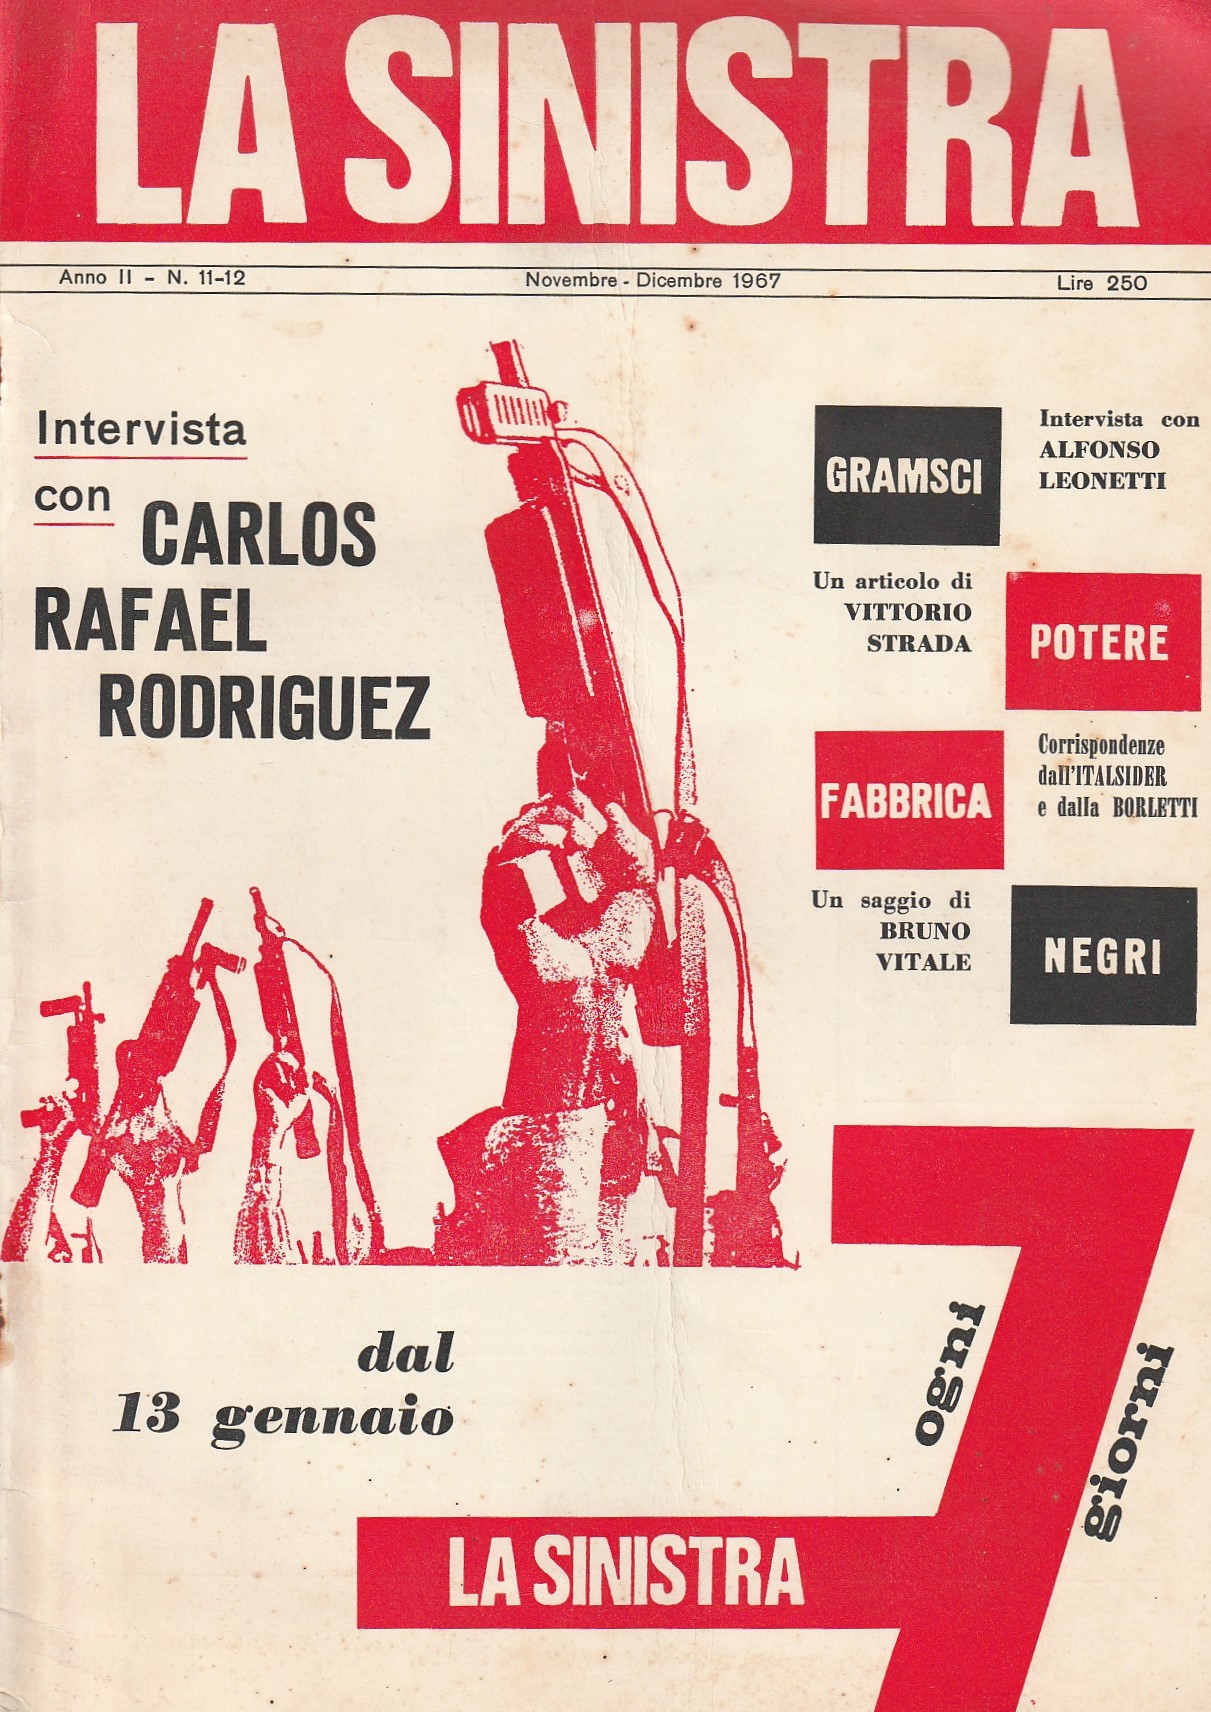 LA SINISTRA
Anno II - N. 11-12 Novembre - Dicembre 1967 Lire 250
Intervista
con CARLOS
RAFAEL
RODRIGUEZ
GRAMSCI
Intervista con
ALFONSO
LEONETTI
Un articolo di
VITTORIO
STRADA
POTERE
FABBRICA
Corrispondenze
dall'ITALSIDER
e dalla BORLETTI
Un saggio di
BRUNO
VITALE
NEGRI
dal
13 gennaio
7
ogni
giorni
LA SINISTRA